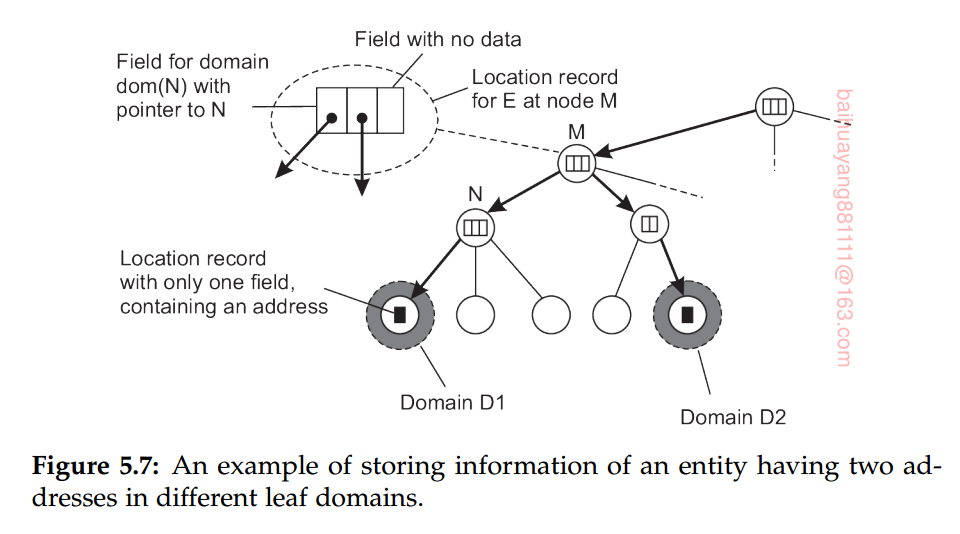 Field with no data
Field for domain
dom(N) with
pointer to N
Location record
for E at node M
M
N
Location record
with only one field,
containing an address
Domain D1
Domain D2
baihuayang881111@163.com
Figure 5.7: An example of storing information of an entity having two ad-
dresses in different leaf domains.